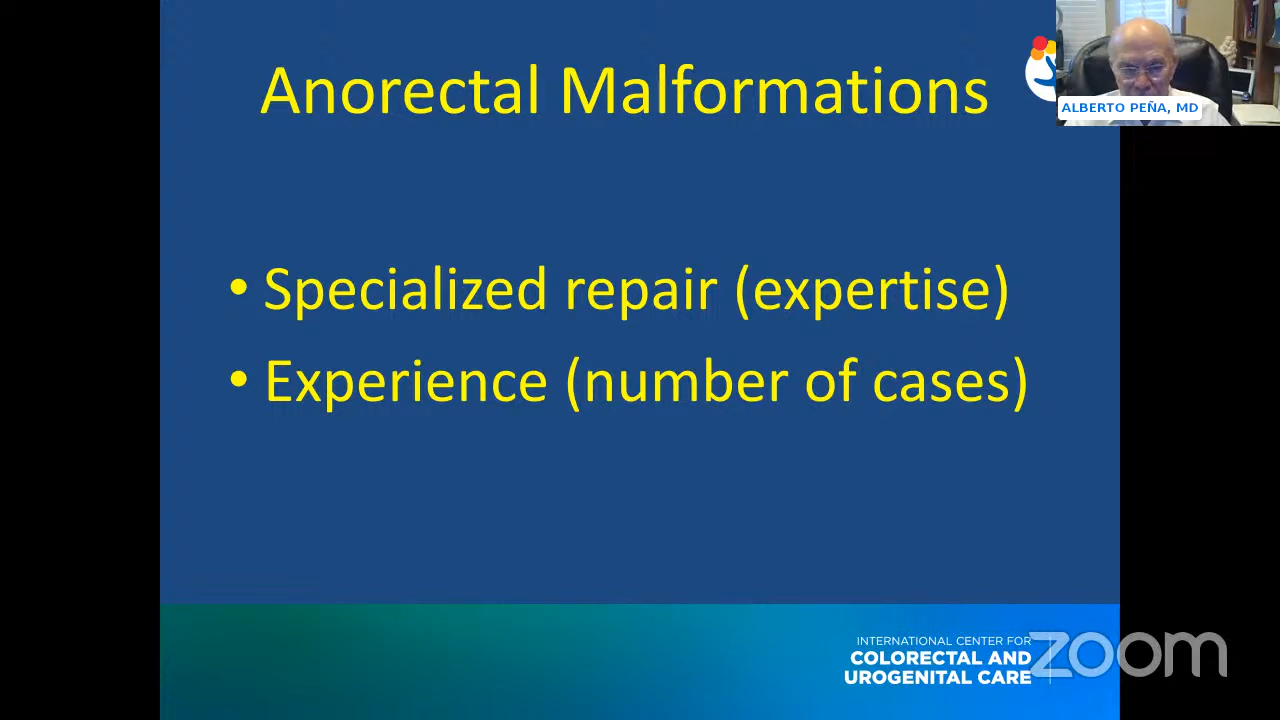 Anorectal Malformations
ALBERTO PEÑA, MD
• Specialized repair (expertise)
• Experience (number of cases)
INTERNATIONAL CENTER FOR
COLORECTAL AND
UROGENITAL CARE
zoom